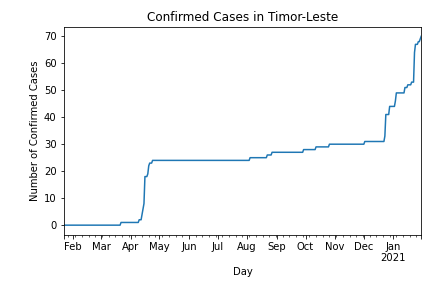 Confirmed Cases in Timor-Leste
70
60
50
40
30
20
10
0
Number of Confirmed Cases
Feb Mar Apr May Jun Jul Aug Sep Oct Nov Dec Jan
2021
Day